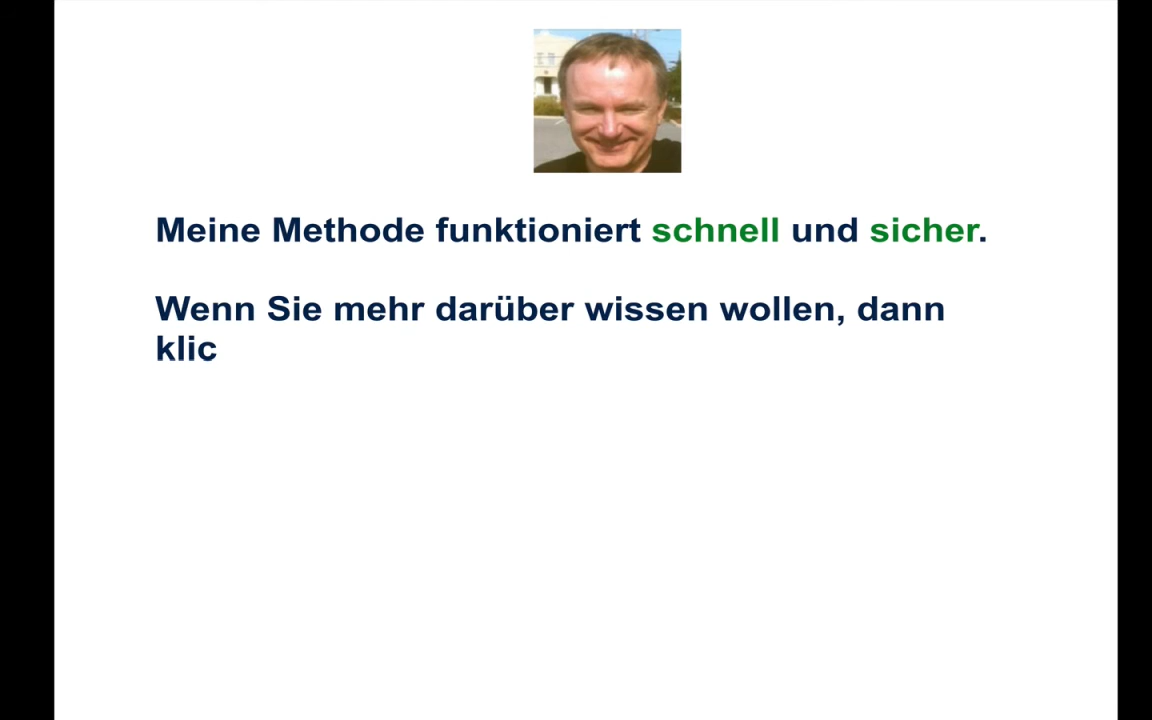 Meine Methode funktioniert schnell und sicher.
Wenn Sie mehr darüber wissen wollen, dann
klic